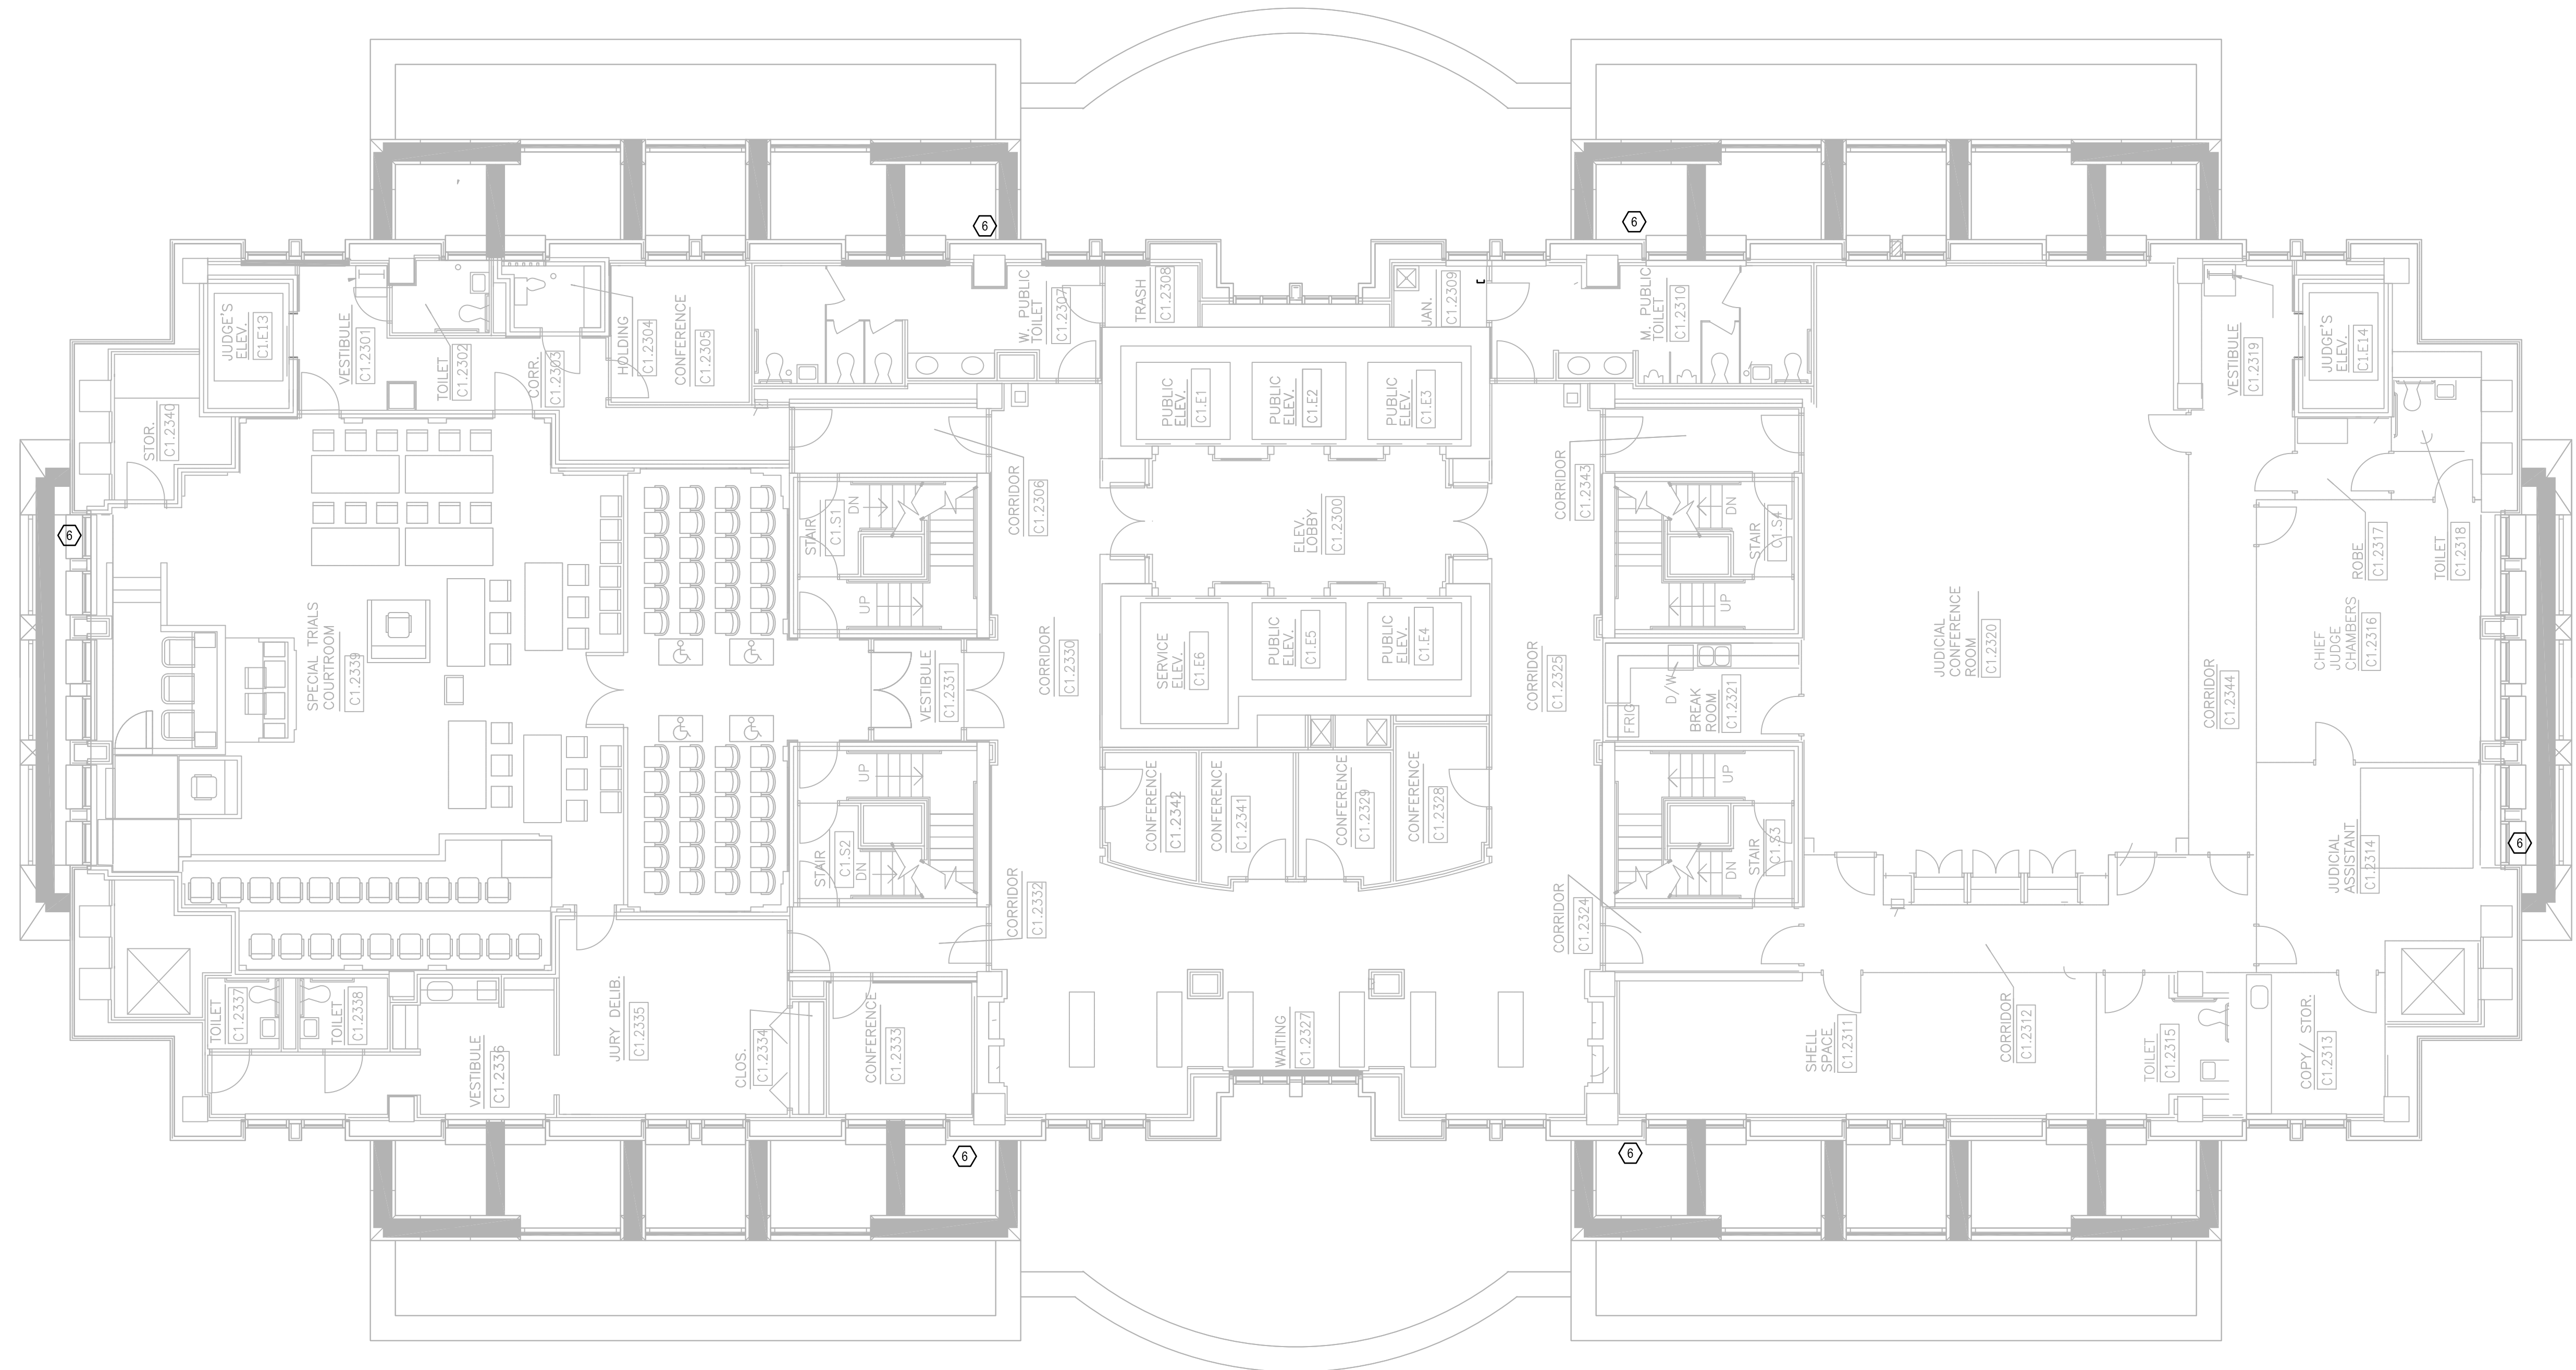 6
6
JUDGE'S
ELEV.
C1.E13
VESTIBULE
C1.2301
TOILET
C1.2302
CORR.
C1.2303
HOLDING
C1.2304
CONFERENCE
C1.2305
W. PUBLIC
TOILET
C1.2307
TRASH
C1.2308
JAN.
C1.2309
M. PUBLIC
TOILET
C1.2310
VESTIBULE
C1.2319
JUDGE'S
ELEV.
C1.E14
STOR.
C1.2340
PUBLIC
ELEV.
C1.E1
PUBLIC
ELEV.
C1.E2
PUBLIC
ELEV.
C1.E3
6
STAIR
C1.S1
DN
UP
CORRIDOR
C1.2306
ELEV.
LOBBY
C1.2300
CORRIDOR
C1.2343
DN
STAIR
C1.S4
UP
ROBE
C1.2317
TOILET
C1.2318
SPECIAL TRIALS
COURTROOM
C1.2339
VESTIBULE
C1.2331
CORRIDOR
C1.2330
SERVICE
ELEV.
C1.E6
PUBLIC
ELEV.
C1.E5
PUBLIC
ELEV.
C1.E4
CORRIDOR
C1.2325
FRIG
D/W
BREAK
ROOM
C1.2321
JUDICIAL
CONFERENCE
ROOM
C1.2320
CORRIDOR
C1.2344
CHIEF
JUDGE
CHAMBERS
C1.2316
UP
STAIR
C1.S2
DN
CORRIDOR
C1.2332
CONFERENCE
C1.2342
CONFERENCE
C1.2341
CONFERENCE
C1.2329
CONFERENCE
C1.2328
CORRIDOR
C1.2324
UP
DN
STAIR
C1.S3
JUDICIAL
ASSISTANT
C1.2314
6
TOILET
C1.2337
TOILET
C1.2338
VESTIBULE
C1.2336
JURY DELIB.
C1.2335
CLOS.
C1.2334
CONFERENCE
C1.2333
WAITING
C1.2327
SHELL
SPACE
C1.2311
CORRIDOR
C1.2312
TOILET
C1.2315
COPY/ STOR.
C1.2313
6
6